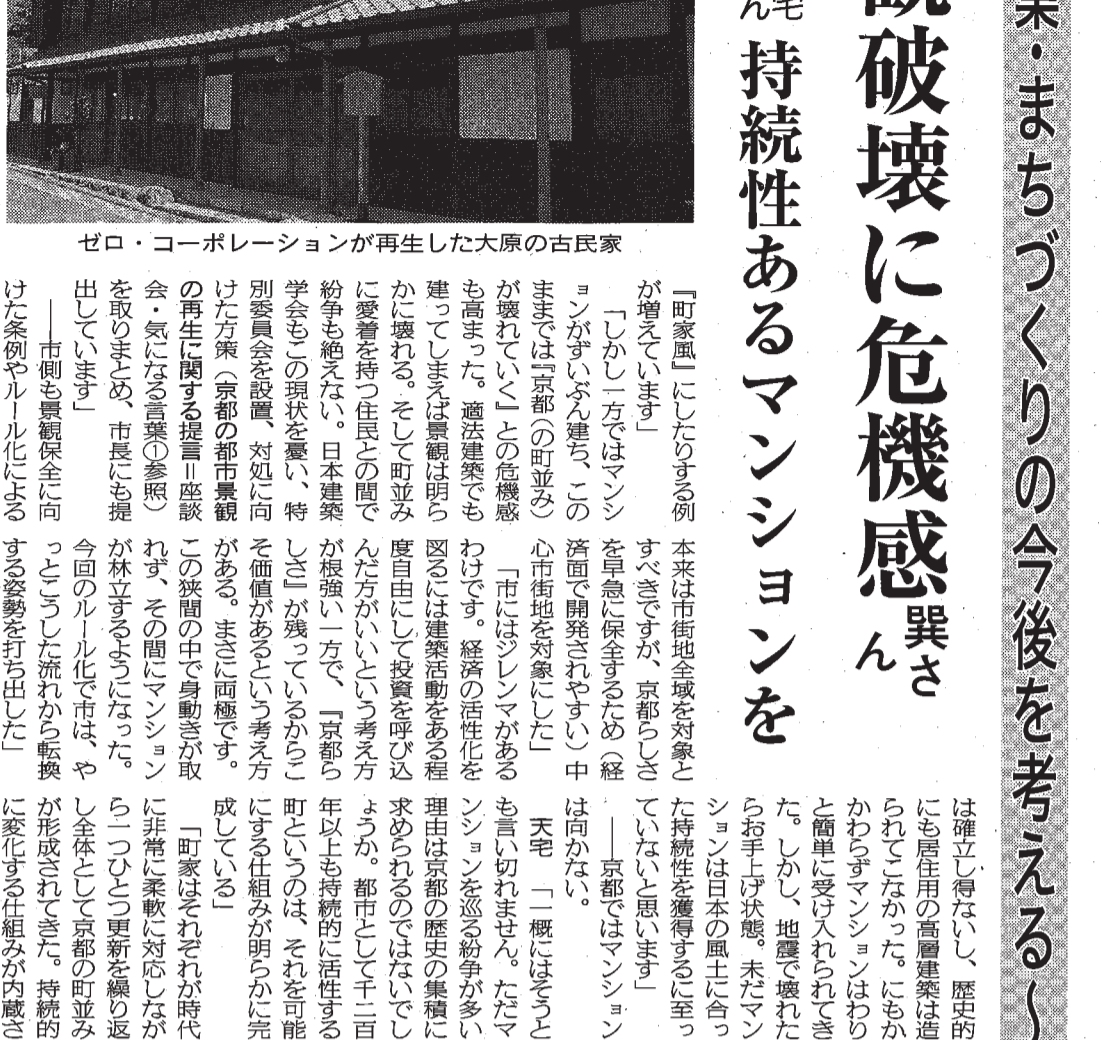 業・まちづくりの今後を考える〜
破壊に危機感
巽さ
ん
持続性あるマンションを
ゼロ・コーポレーションが再生した大原の古民家
『町家風』にしたりする例
が増えています」
「しかし一方ではマンシ
ョンがずいぶん建ち、この
ままでは『京都（の町並み）
が壊れていく』との危機感
も高まった。適法建築でも
建ってしまえば景観は明ら
かに壊れる。そして町並み
に愛着を持つ住民との間で
紛争も絶えない。日本建築
学会もこの現状を憂い、特
別委員会を設置、対処に向
けた方策（京都の都市景観
の再生に関する提言＝座談
会・気になる言葉①参照）
を取りまとめ、市長にも提
出しています」
――市側も景観保全に向
けた条例やルール化による
本来は市街地全域を対象と
すべきですが、京都らしさ
を早急に保全するため（経
済面で開発されやすい）中
心市街地を対象にした」
「市にはジレンマがある
わけです。経済の活性化を
図るには建築活動をある程
度自由にして投資を呼び込
んだ方がいいという考え方
が根強い一方で、『京都ら
しさ』が残っているからこ
そ価値があるという考え方
がある。まさに両極です。
この狭間の中で身動きが取
れず、その間にマンション
が林立するようになった。
今回のルール化で市は、や
っとこうした流れから転換
する姿勢を打ち出した」
は確立し得ないし、歴史的
にも居住用の高層建築は造
られてこなかった。にもか
かわらずマンションはわり
と簡単に受け入れられてき
た。しかし、地震で壊れた
らお手上げ状態。未だマン
ションは日本の風土に合っ
た持続性を獲得するに至っ
ていないと思います」
――京都ではマンション
は向かない。
天宅　「一概にはそうと
も言い切れません。ただマ
ンションを巡る紛争が多い
理由は京都の歴史の集積に
求められるのではないでし
ょうか。都市として千二百
年以上も持続的に活性する
町というのは、それを可能
にする仕組みが明らかに完
成している」
「町家はそれぞれが時代
に非常に柔軟に対応しなが
ら一つひとつ更新を繰り返
し全体として京都の町並み
が形成されてきた。持続的
に変化する仕組みが内蔵さ